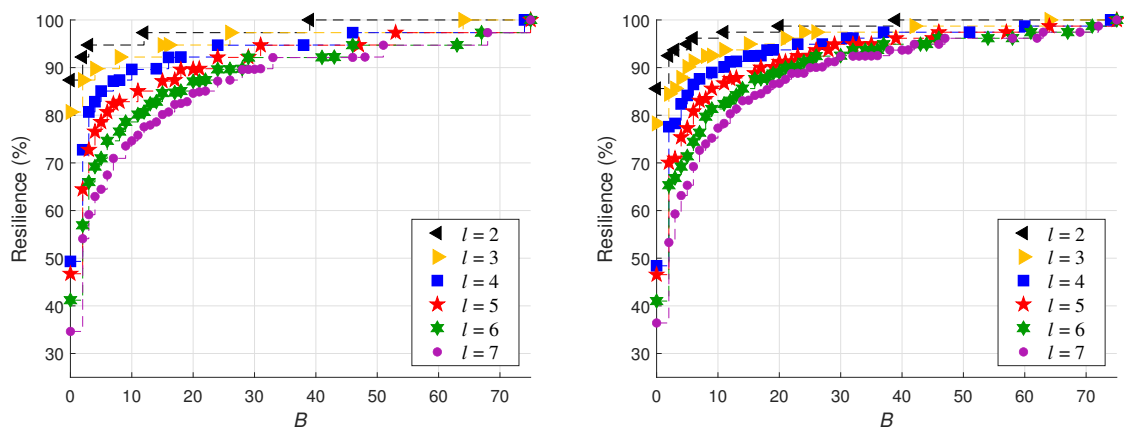 100
90
80
70
60
50
40
30
Resilience (%)
0 10 20 30 40 50 60 70
B
l = 2
l = 3
l = 4
l = 5
l = 6
l = 7
100
90
80
70
60
50
40
30
Resilience (%)
0 10 20 30 40 50 60 70
B
l = 2
l = 3
l = 4
l = 5
l = 6
l = 7